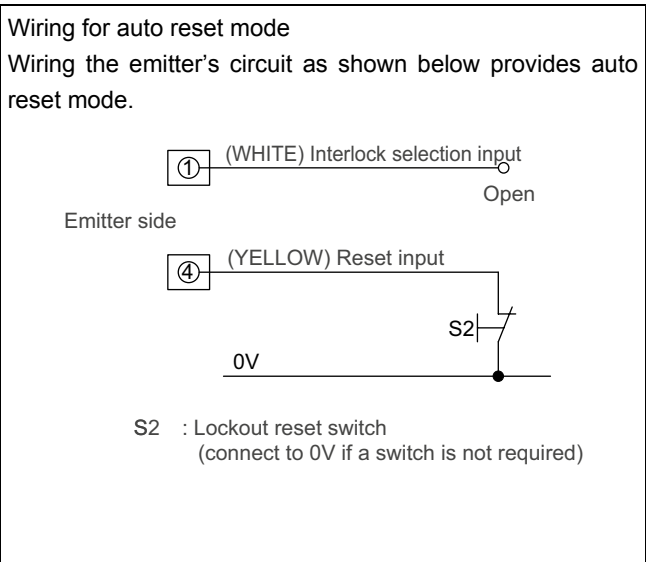 Wiring for auto reset mode
Wiring the emitter's circuit as shown below provides auto
reset mode.
① (WHITE) Interlock selection input
Open
Emitter side
④ (YELLOW) Reset input
S2
0V
S2 : Lockout reset switch
(connect to 0V if a switch is not required)